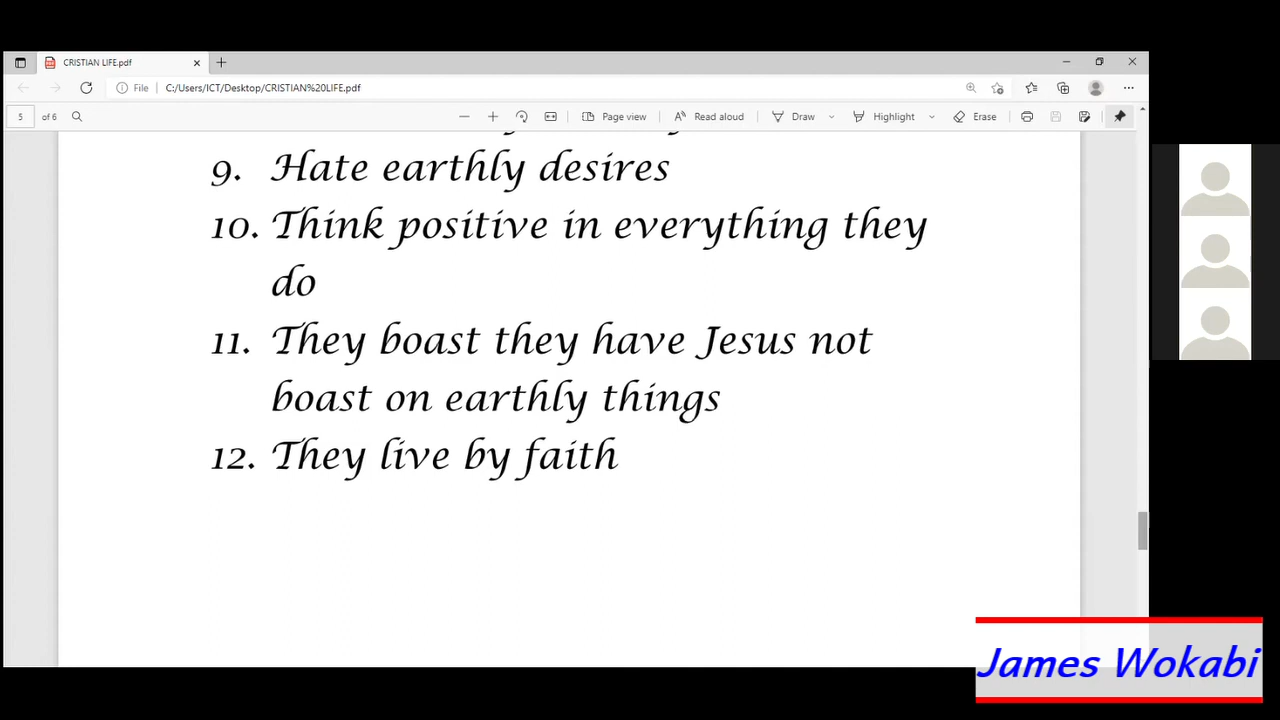 CRISTIAN LIFE.pdf
File | C:/Users/ICT/Desktop/CRISTIAN%20LIFE.pdf
5 of 6 Page view Read aloud Draw Highlight Erase
9. Hate earthly desires
10. Think positive in everything they
do
11. They boast they have Jesus not
boast on earthly things
12. They live by faith
James Wokabi